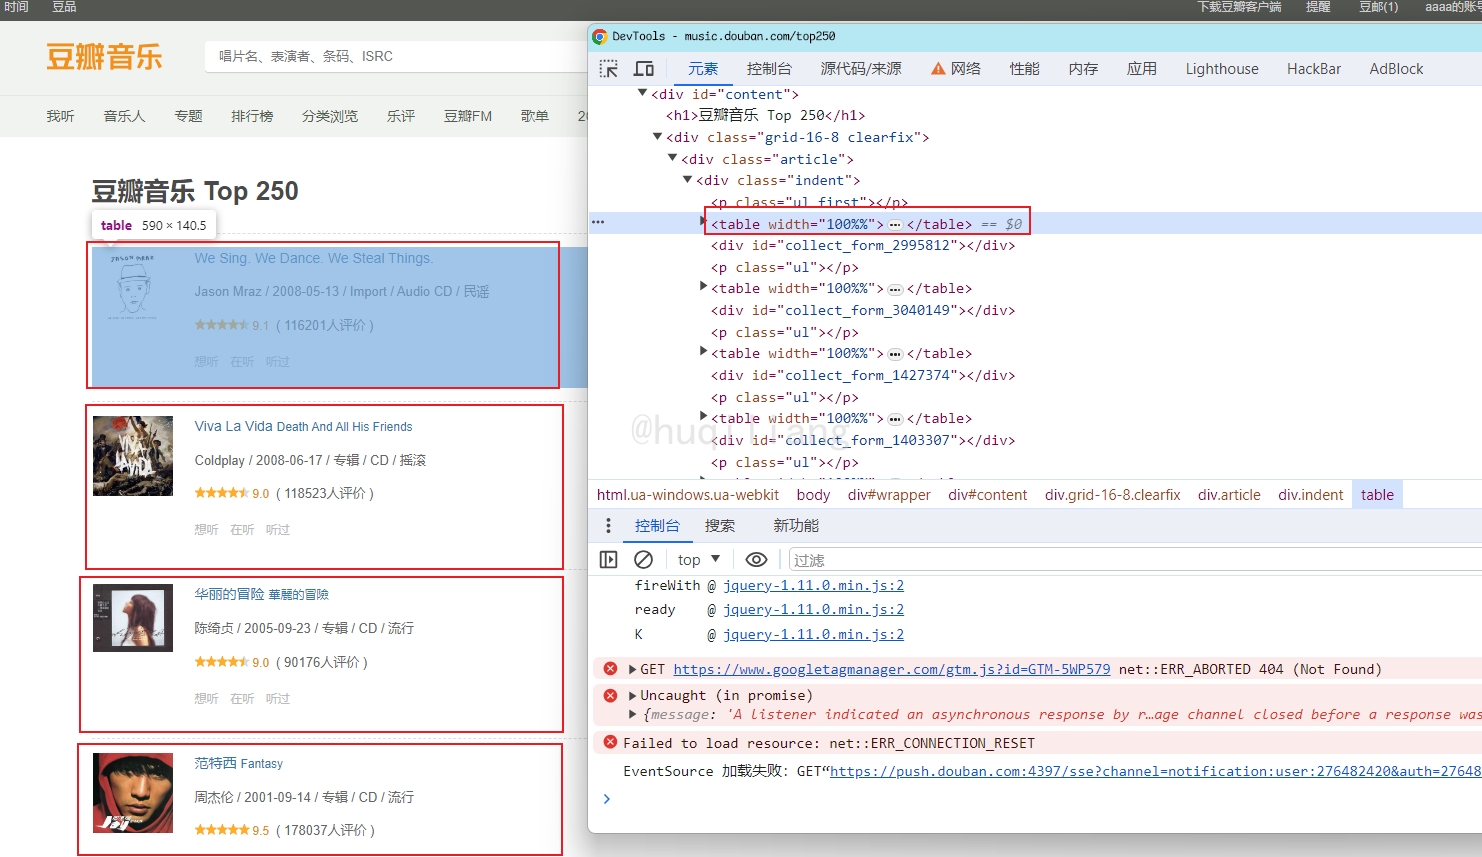 时间 豆品 下载豆瓣客户端 提醒 豆邮(1) aaaa的账号
豆瓣音乐
唱片名、表演者、条码、ISRC
我听 音乐人 专题 排行榜 分类浏览 乐评 豆瓣FM 歌单
豆瓣音乐 Top 250
table 590 × 140.5
We Sing. We Dance. We Steal Things.
Jason Mraz / 2008-05-13 / Import / Audio CD / 民谣
9.1 ( 116201人评价 )
想听 在听 听过
Viva La Vida Death And All His Friends
Coldplay / 2008-06-17 / 专辑 / CD / 摇滚
9.0 ( 118523人评价 )
想听 在听 听过
华丽的冒险 華麗的冒險
陈绮贞 / 2005-09-23 / 专辑 / CD / 流行
9.0 ( 90176人评价 )
想听 在听 听过
范特西 Fantasy
周杰伦 / 2001-09-14 / 专辑 / CD / 流行
9.5 ( 178037人评价 )
DevTools - music.douban.com/top250
元素 控制台 源代码/来源 网络 性能 内存 应用 Lighthouse HackBar AdBlock
<div id="content">
<h1>豆瓣音乐 Top 250</h1>
<div class="grid-16-8 clearfix">
<div class="article">
<div class="indent">
<p class="ul first"></p>
<table width="100%%"> … </table> == $0
<div id="collect_form_2995812"></div>
<p class="ul"></p>
<table width="100%%"> … </table>
<div id="collect_form_3040149"></div>
<p class="ul"></p>
<table width="100%%"> … </table>
<div id="collect_form_1427374"></div>
<p class="ul"></p>
<table width="100%%"> … </table>
<div id="collect_form_1403307"></div>
<p class="ul"></p>
html.ua-windows.ua-webkit body div#wrapper div#content div.grid-16-8.clearfix div.article div.indent table
控制台 搜索 新功能
top 过滤
fireWith @ jquery-1.11.0.min.js:2
ready @ jquery-1.11.0.min.js:2
K @ jquery-1.11.0.min.js:2
GET https://www.googletagmanager.com/gtm.js?id=GTM-5WP579 net::ERR_ABORTED 404 (Not Found)
Uncaught (in promise)
{message: 'A listener indicated an asynchronous response by r…age channel closed before a response was
Failed to load resource: net::ERR_CONNECTION_RESET
EventSource 加载失败：GET“https://push.douban.com:4397/sse?channel=notification:user:276482420&auth=27648